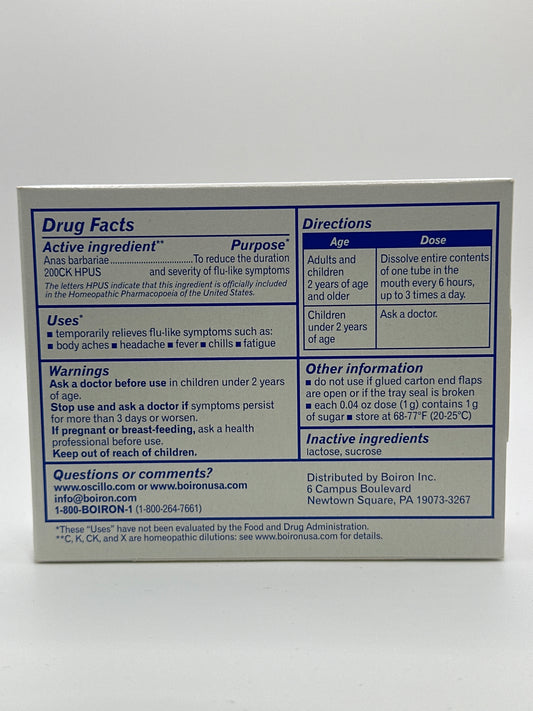 Drug Facts
Active ingredient** Purpose*
Anas barbariae..................................To reduce the duration
200CK HPUS and severity of flu-like symptoms
The letters HPUS indicate that this ingredient is officially included
in the Homeopathic Pharmacopoeia of the United States.
Uses*
■ temporarily relieves flu-like symptoms such as:
■ body aches ■ headache ■ fever ■ chills ■ fatigue
Warnings
Ask a doctor before use in children under 2 years
of age.
Stop use and ask a doctor if symptoms persist
for more than 3 days or worsen.
If pregnant or breast-feeding, ask a health
professional before use.
Keep out of reach of children.
Directions
Age Dose
Adults and
children
2 years of age
and older
Dissolve entire contents
of one tube in the
mouth every 6 hours,
up to 3 times a day.
Children
under 2 years
of age
Ask a doctor.
Other information
■ do not use if glued carton end flaps
are open or if the tray seal is broken
■ each 0.04 oz dose (1 g) contains 1 g
of sugar ■ store at 68-77°F (20-25°C)
Inactive ingredients
lactose, sucrose
Questions or comments?
www.oscillo.com or www.boironusa.com
info@boiron.com
1-800-BOIRON-1 (1-800-264-7661)
Distributed by Boiron Inc.
6 Campus Boulevard
Newtown Square, PA 19073-3267
*These “Uses” have not been evaluated by the Food and Drug Administration.
**C, K, CK, and X are homeopathic dilutions: see www.boironusa.com for details.